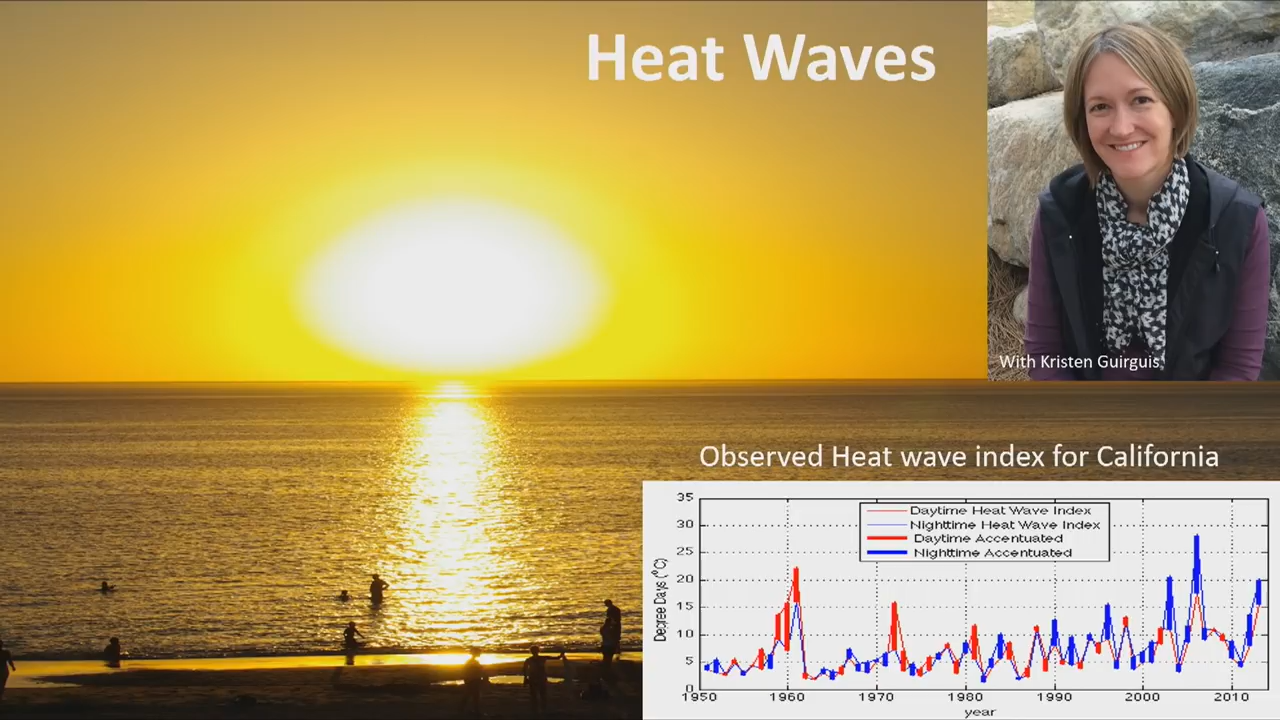 Heat Waves
With Kristen Guirguis
Observed Heat wave index for California
35
30
25
20
15
10
5
0
Degree Days (°C)
Daytime Heat Wave Index
Nighttime Heat Wave Index
Daytime Accentuated
Nighttime Accentuated
1950 1960 1970 1980 1990 2000 2010
year